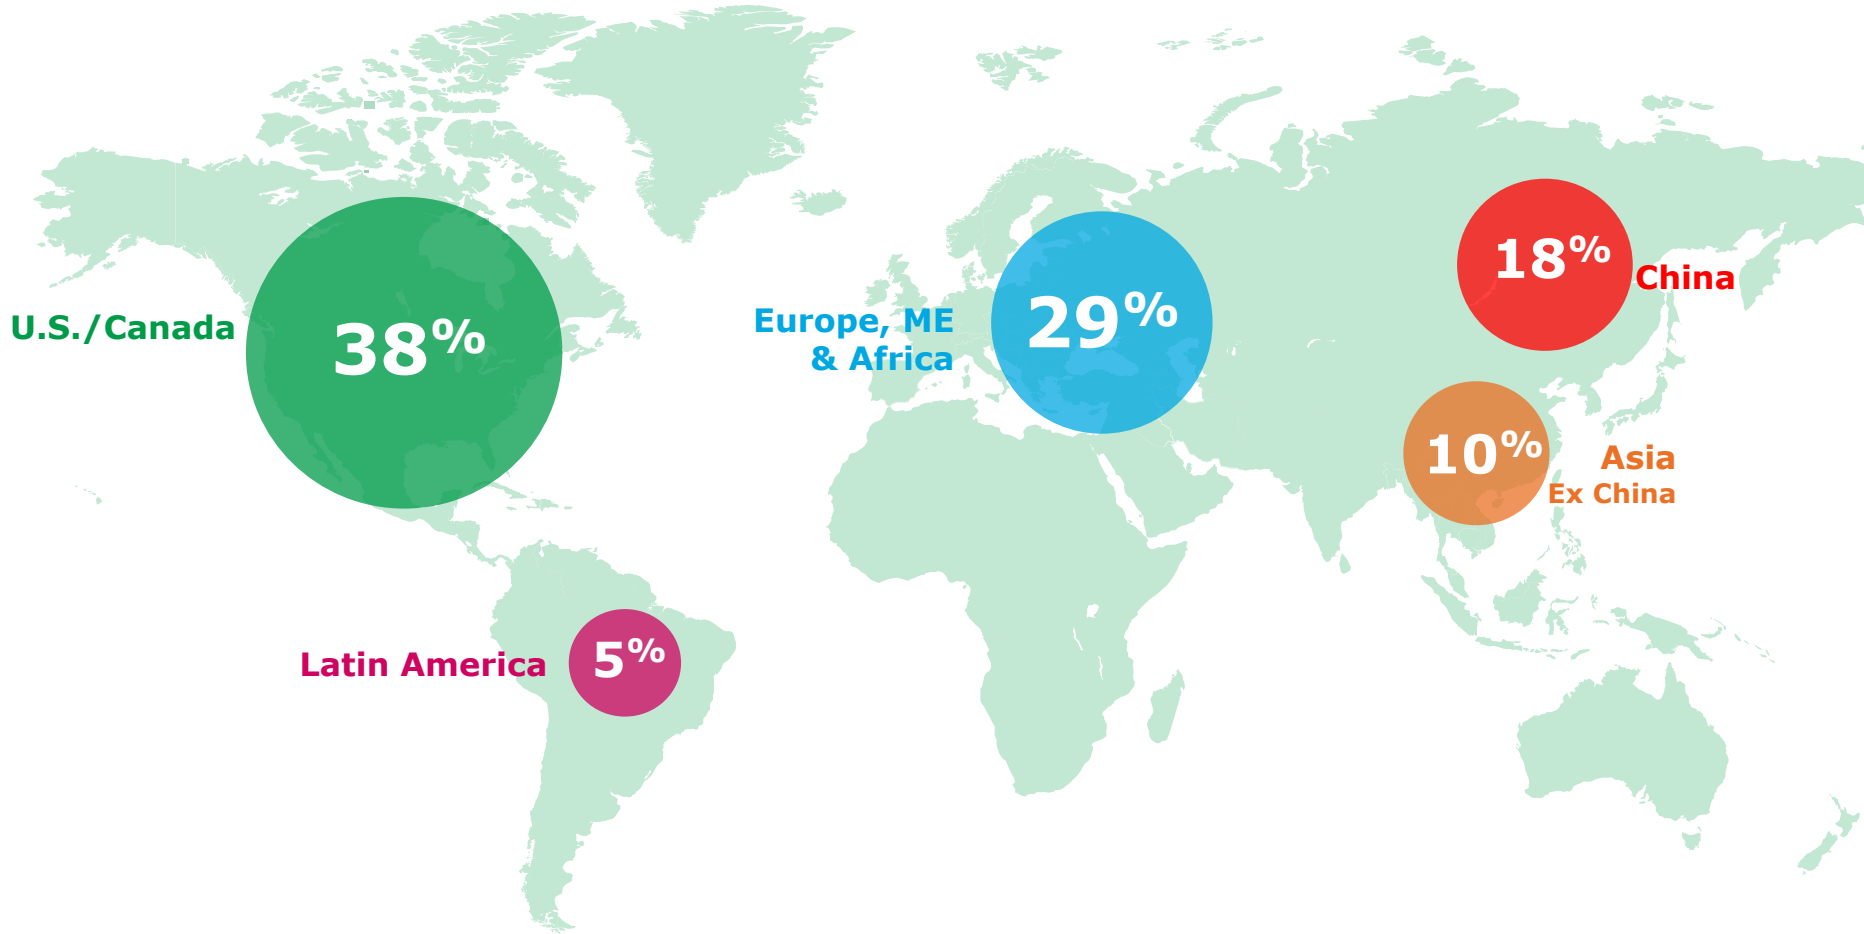 U.S./Canada
38%
Europe, ME
& Africa
29%
18%
China
10%
Asia
Ex China
Latin America
5%